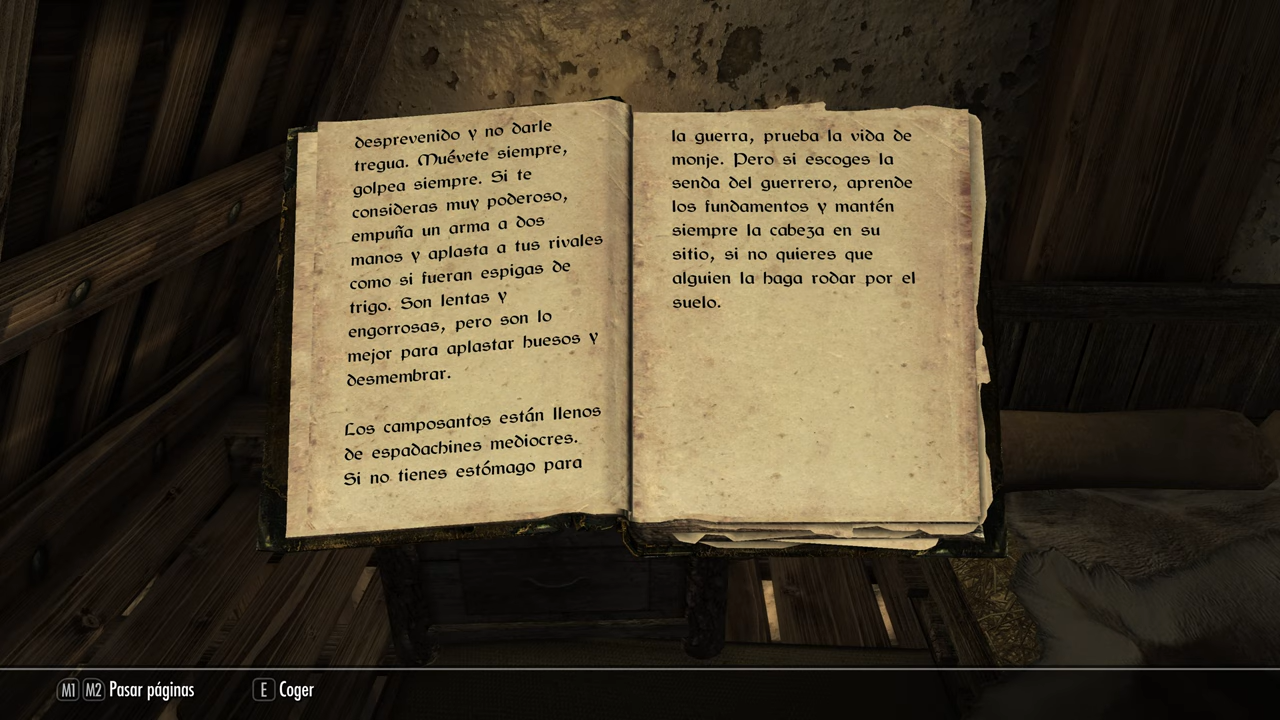 desprevenido y no darle
tregua. Muévete siempre,
golpea siempre. Si te
consideras muy poderoso,
empuña un arma a dos
manos y aplasta a tus rivales
como si fueran espigas de
trigo. Son lentas y
engorrosas, pero son lo
mejor para aplastar huesos y
desmembrar.
Los camposantos están llenos
de espadachines mediocres.
Si no tienes estómago para
la guerra, prueba la vida de
monje. Pero si escoges la
senda del guerrero, aprende
los fundamentos y mantén
siempre la cabeza en su
sitio, si no quieres que
alguien la haga rodar por el
suelo.
M1 M2 Pasar páginas
E Coger